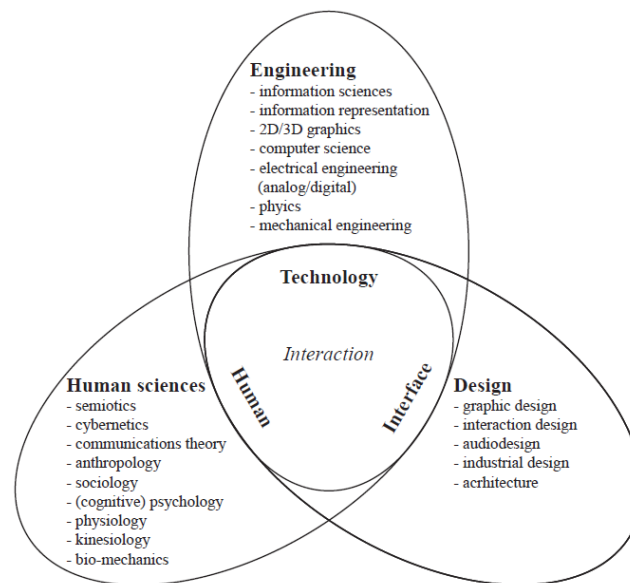 Engineering
- information sciences
- information representation
- 2D/3D graphics
- computer science
- electrical engineering
(analog/digital)
- phyics
- mechanical engineering
Technology
Interaction
Human
Interface
Human sciences
- semiotics
- cybernetics
- communications theory
- anthropology
- sociology
- (cognitive) psychology
- physiology
- kinesiology
- bio-mechanics
Design
- graphic design
- interaction design
- audiodesign
- industrial design
- acrhitecture